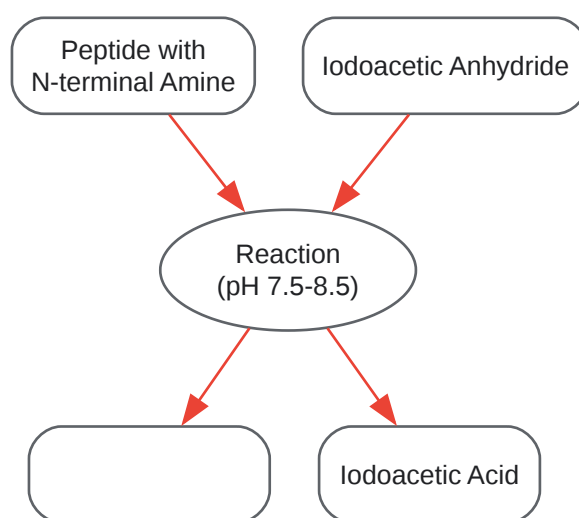 Peptide with
N-terminal Amine
Iodoacetic Anhydride
Reaction
(pH 7.5-8.5)
Iodoacetic Acid